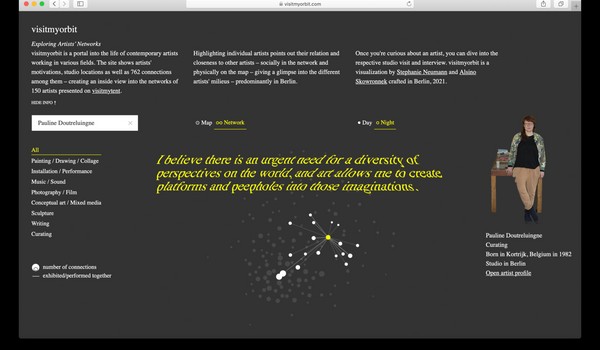 visitmyorbit.com
visitmyorbit
Exploring Artists' Networks
visitmyorbit is a portal into the life of contemporary artists
working in various fields. The site shows artists'
motivations, studio locations as well as 762 connections
among them – creating an inside view into the networks of
150 artists presented on visitmytent.
HIDE INFO ↑
Highlighting individual artists points out their relation and
closeness to other artists – socially in the network and
physically on the map – giving a glimpse into the different
artists' milieus – predominantly in Berlin.
Once you're curious about an artist, you can dive into the
respective studio visit and interview. visitmyorbit is a
visualization by Stephanie Neumann and Alsino
Skowronnek crafted in Berlin, 2021.
Pauline Doutreluingne ×
Map Network
Day Night
All
Painting / Drawing / Collage
Installation / Performance
Music / Sound
Photography / Film
Conceptual art / Mixed media
Sculpture
Writing
Curating
I believe there is an urgent need for a diversity of
perspectives on the world, and art allows me to create
platforms and peepholes into those imaginations.
number of connections
exhibited/performed together
Pauline Doutreluingne
Curating
Born in Kortrijk, Belgium in 1982
Studio in Berlin
Open artist profile